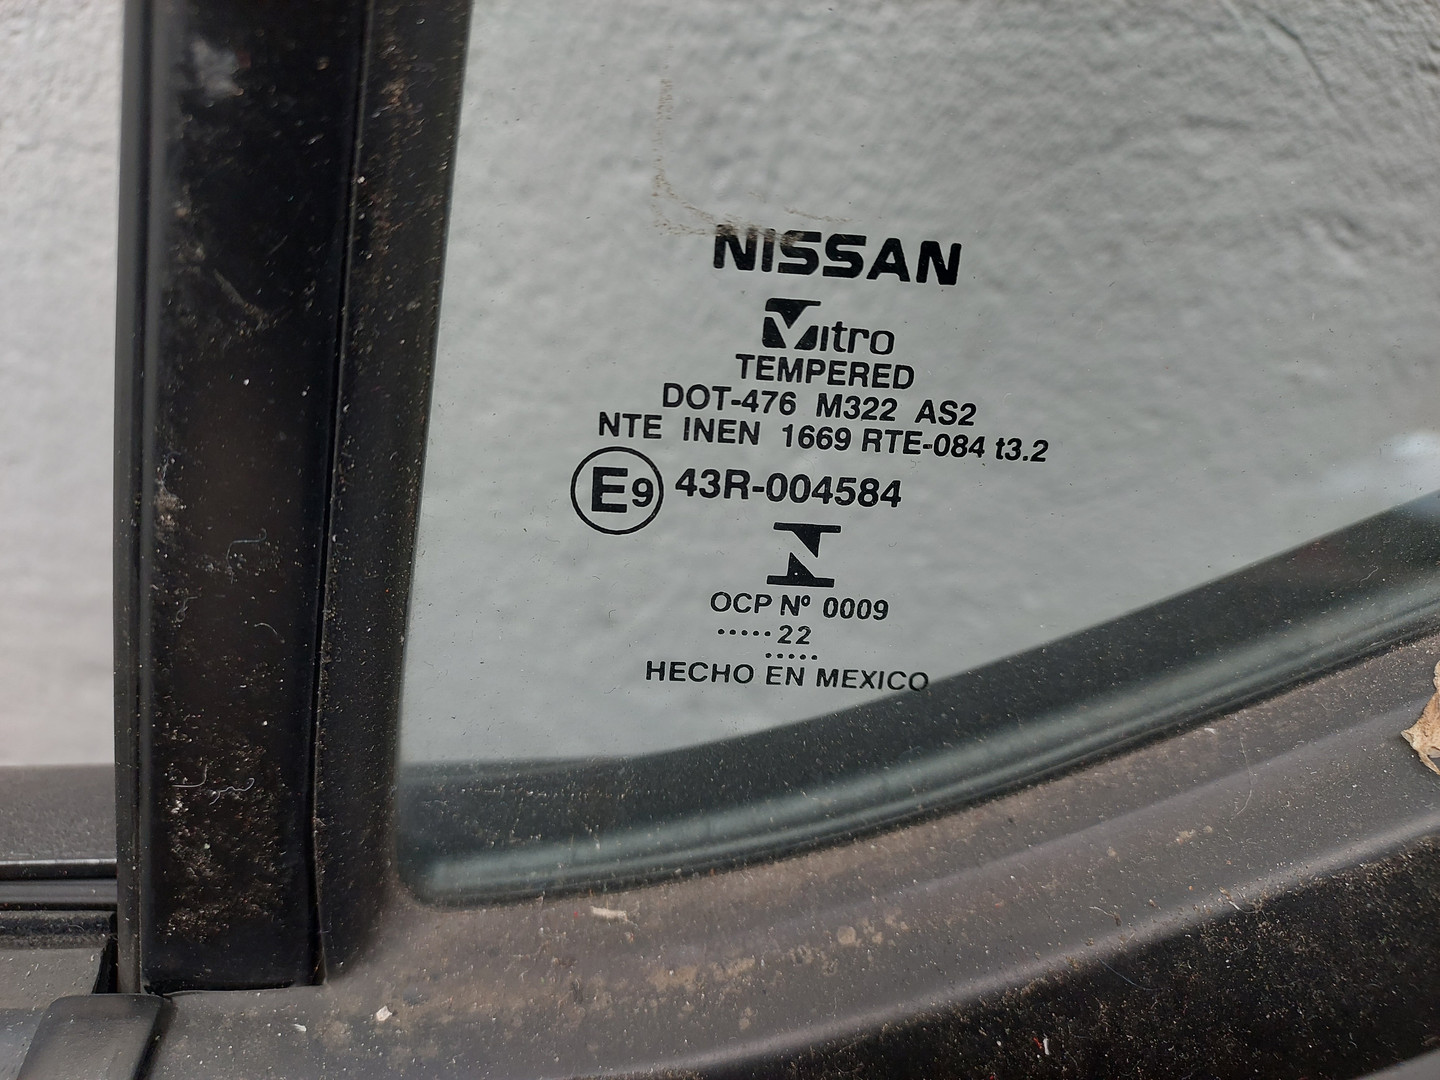 NISSAN
Vitro
TEMPERED
DOT-476 M322 AS2
NTE INEN 1669 RTE-084 t3.2
E9 43R-004584
N
OCP Nº 0009
.....22
.....
HECHO EN MEXICO